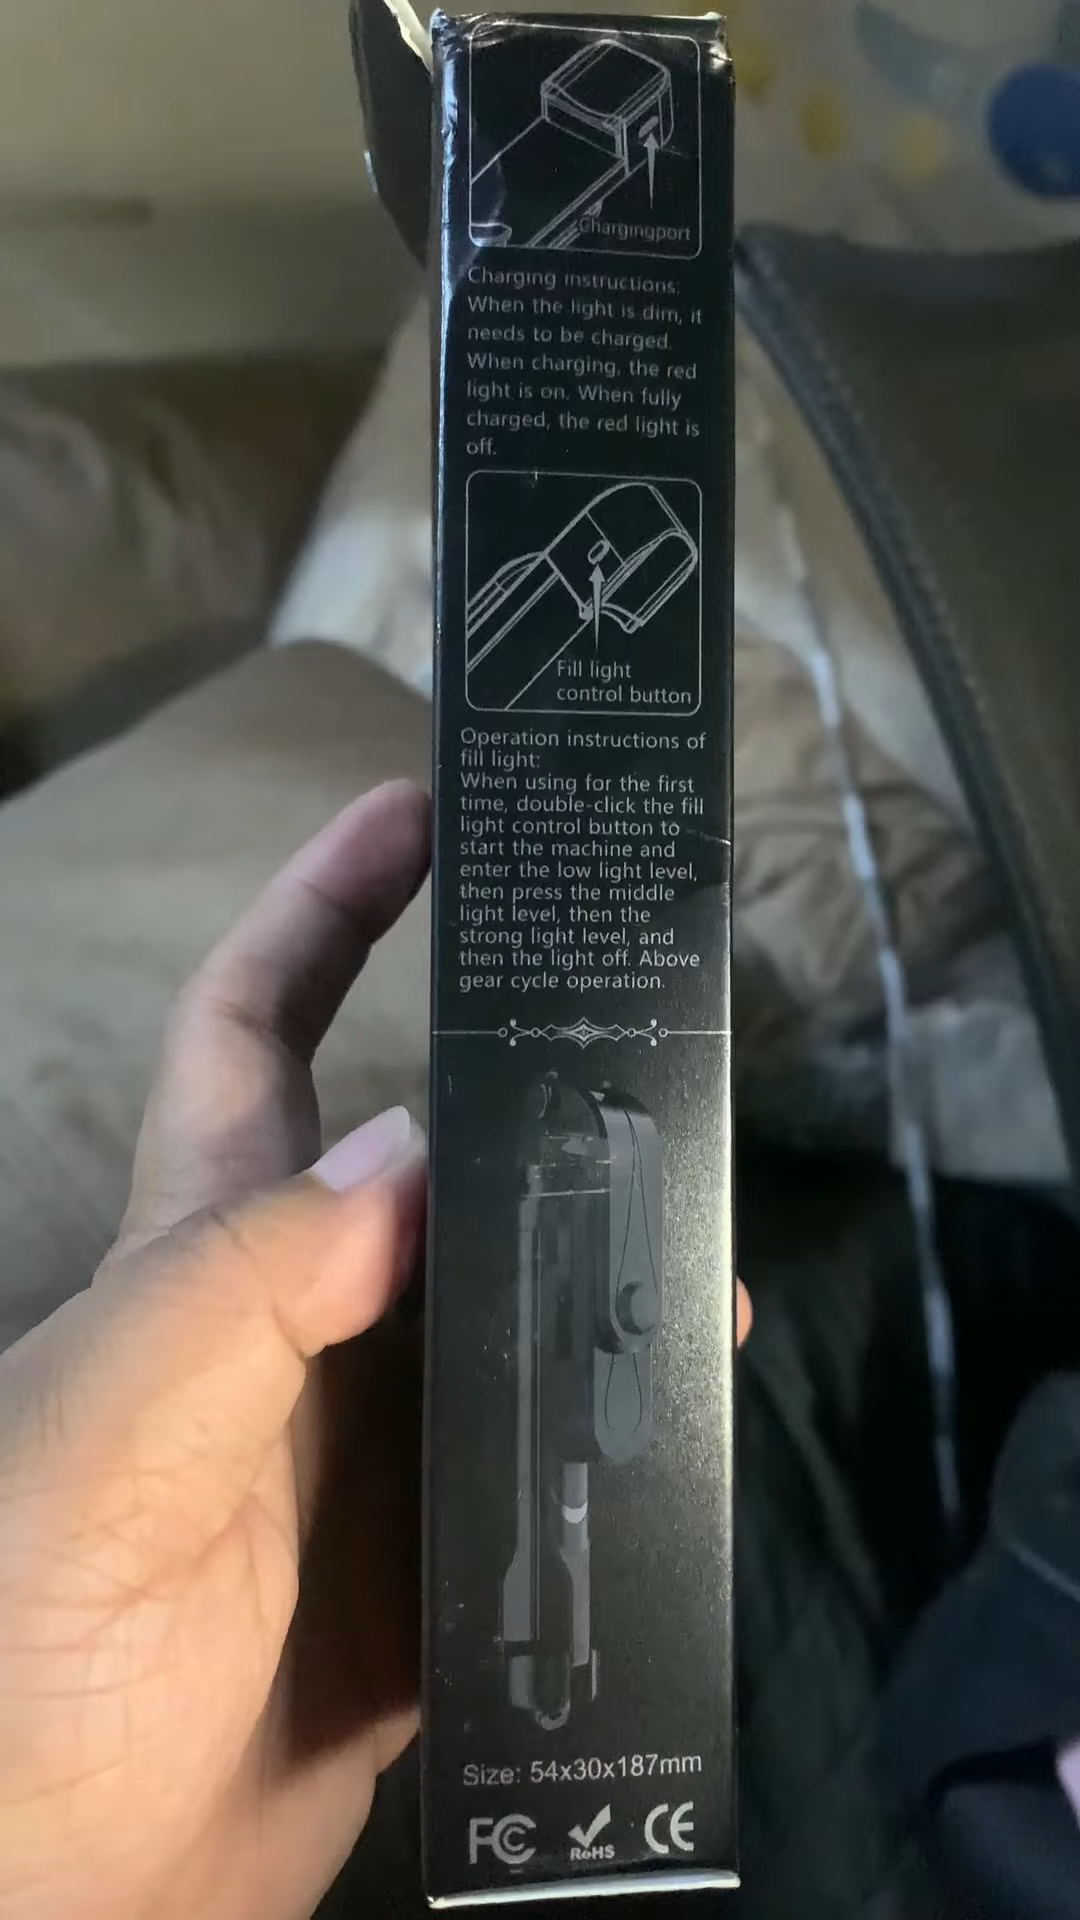 Chargingport
Charging instructions:
When the light is dim, it
needs to be charged.
When charging, the red
light is on. When fully
charged, the red light is
off.
Fill light
control button
Operation instructions of
fill light:
When using for the first
time, double-click the fill
light control button to
start the machine and
enter the low light level,
then press the middle
light level, then the
strong light level, and
then the light off. Above
gear cycle operation.
Size: 54x30x187mm
FC RoHS CE